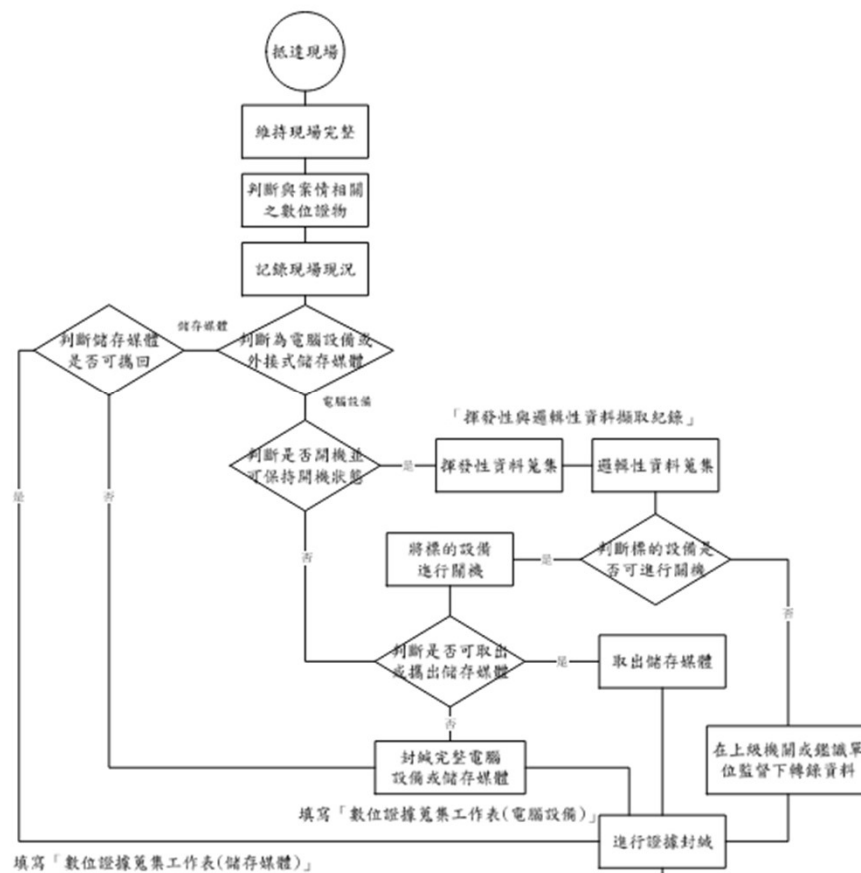 抵達現場
維持現場完整
判斷與案情相關
之數位證物
記錄現場現況
儲存媒體
判斷儲存媒體
是否可攜回
判斷為電腦設備或
外接式儲存媒體
電腦設備
「揮發性與邏輯性資料擷取紀錄」
判斷是否開機並
可保持開機狀態
是
揮發性資料蒐集
邏輯性資料蒐集
是
否
否
將標的設備
進行關機
是
判斷標的設備是
否可進行關機
否
判斷是否可取出
或攜出儲存媒體
是
取出儲存媒體
否
封緘完整電腦
設備或儲存媒體
在上級機關或鑑識單
位監督下轉錄資料
填寫「數位證據蒐集工作表(電腦設備)」
進行證據封緘
填寫「數位證據蒐集工作表(儲存媒體)」